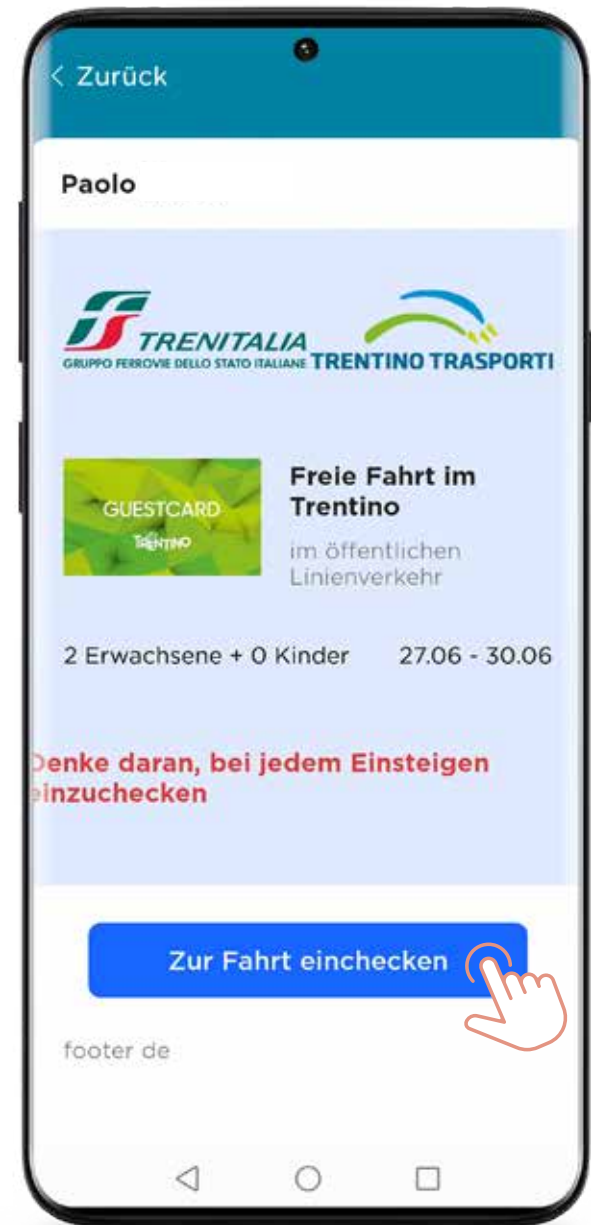 < Zurück
Paolo
TRENITALIA
GRUPPO FERROVIE DELLO STATO ITALIANE
TRENTINO TRASPORTI
GUESTCARD
TRENTINO
Freie Fahrt im
Trentino
im öffentlichen
Linienverkehr
2 Erwachsene + 0 Kinder 27.06 - 30.06
Denke daran, bei jedem Einsteigen
einzuchecken
Zur Fahrt einchecken
footer de